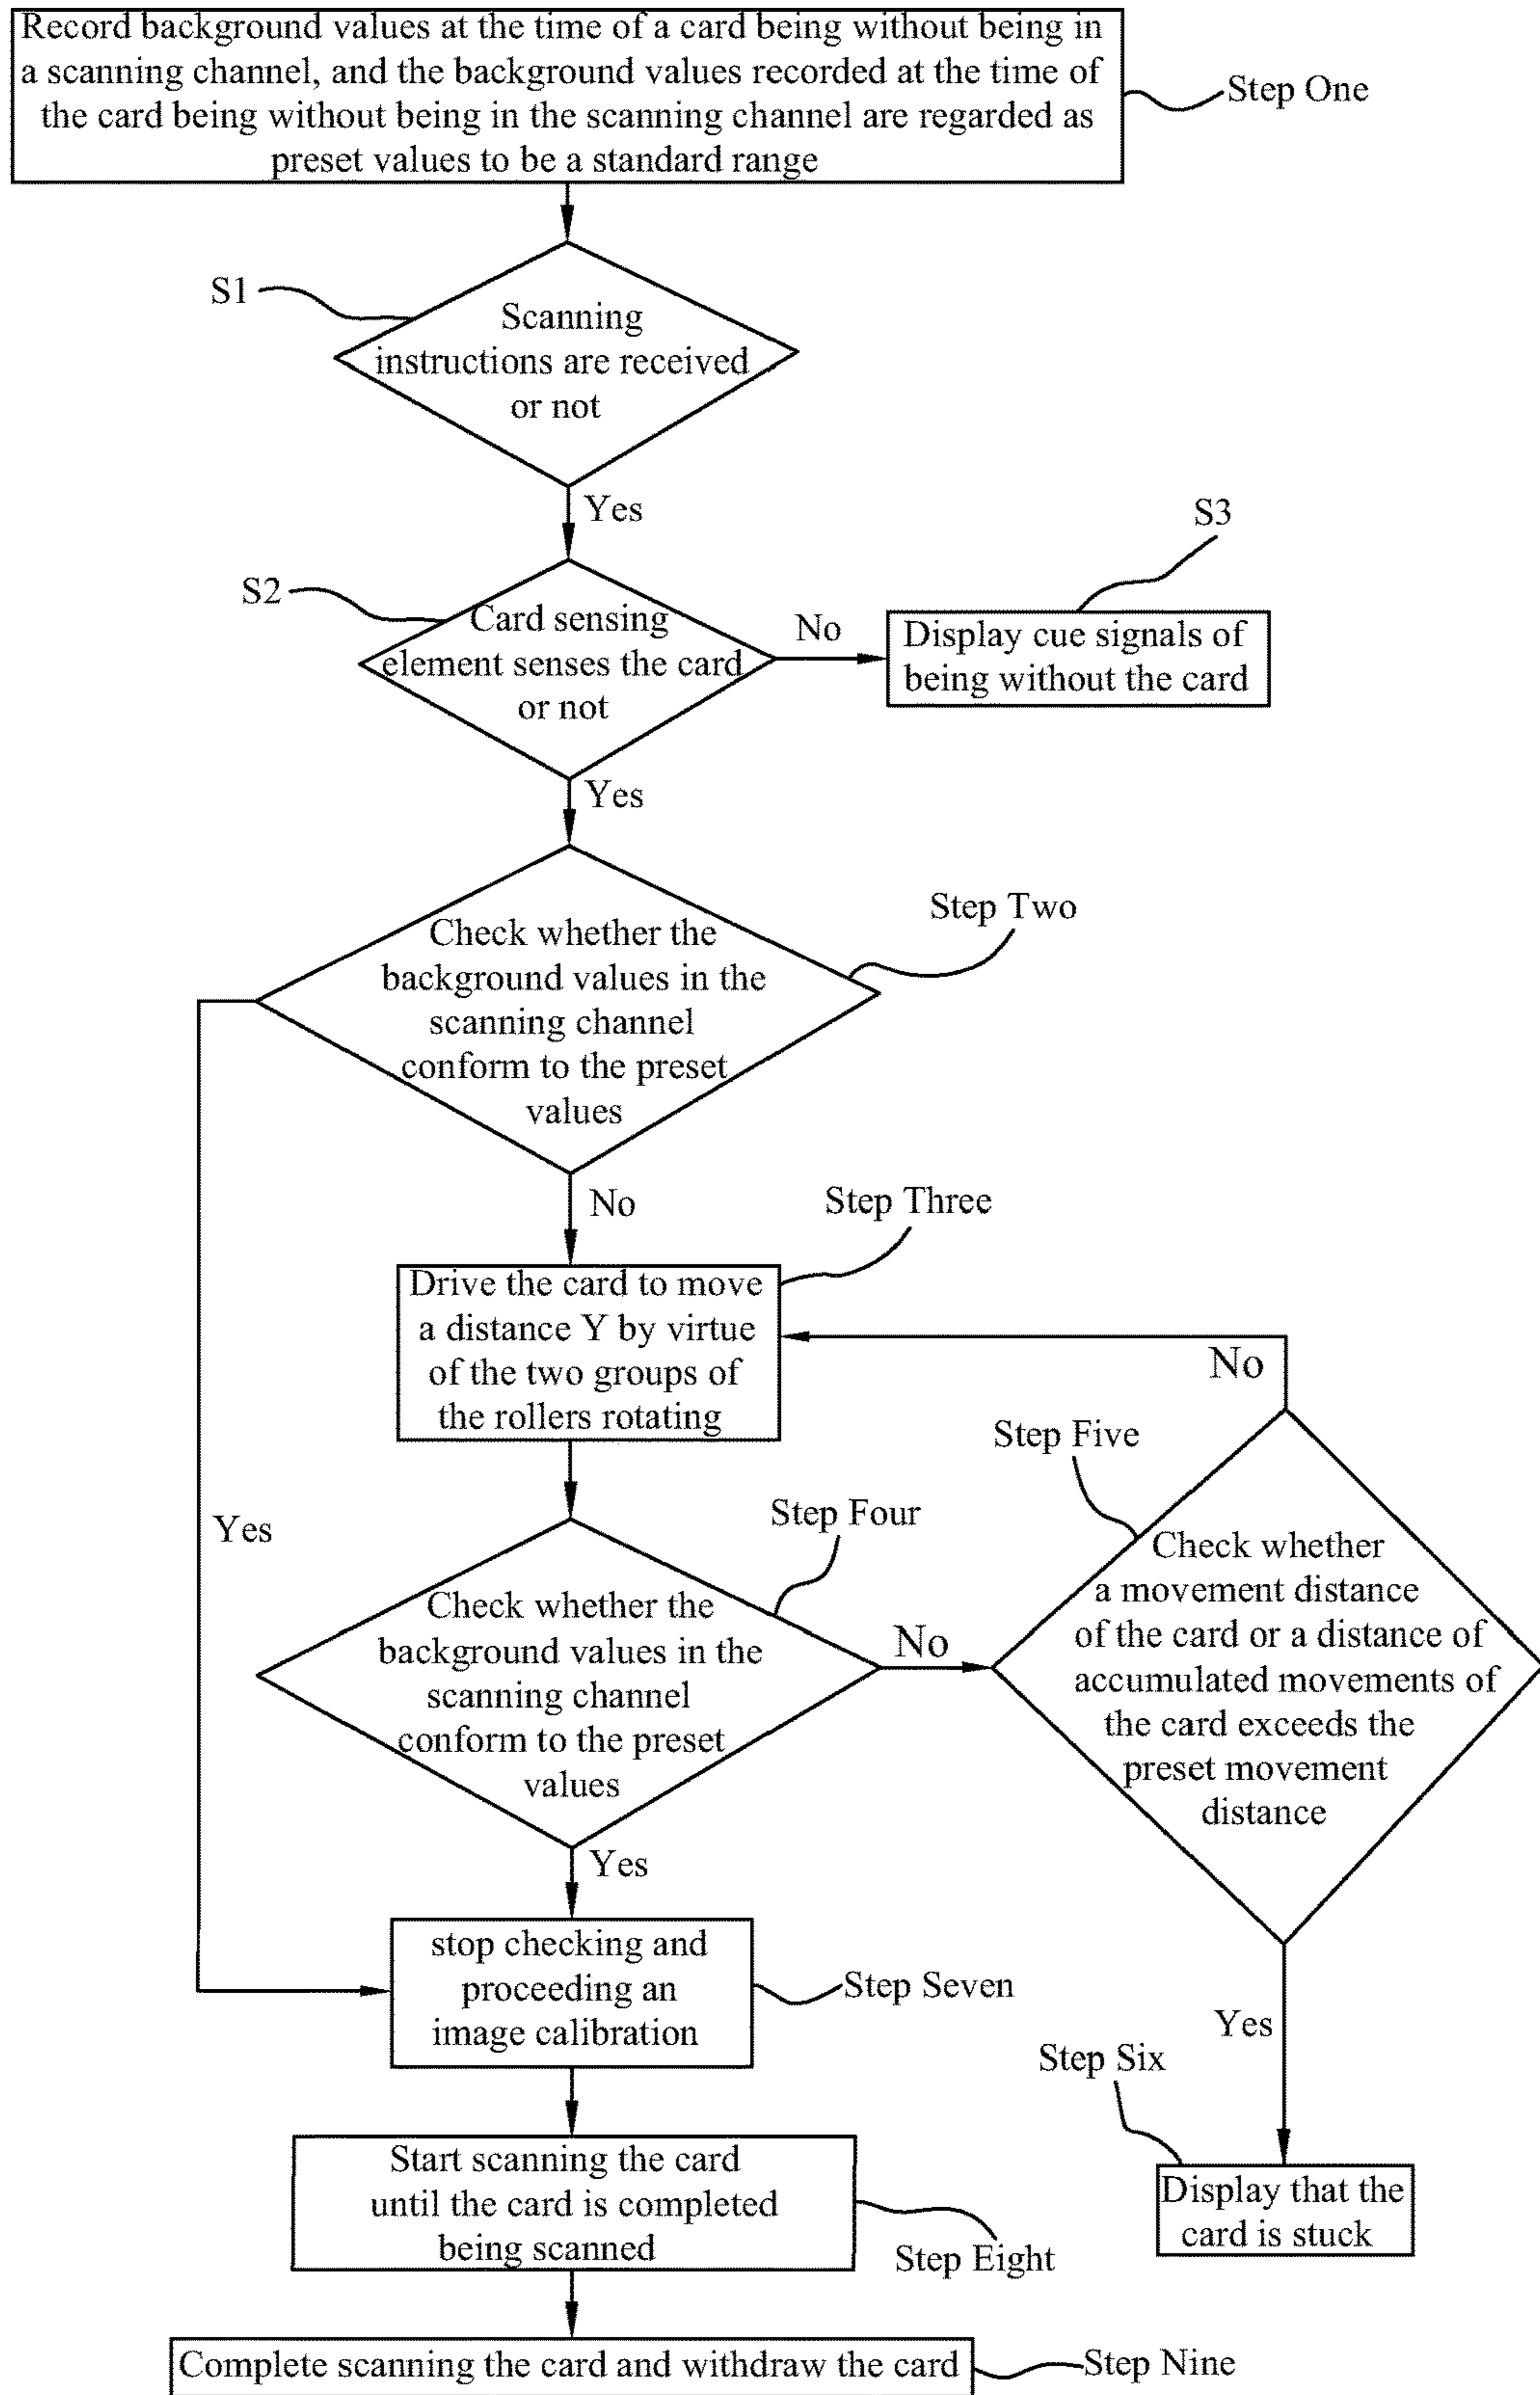 Record background values at the time of a card being without being in
a scanning channel, and the background values recorded at the time of
the card being without being in the scanning channel are regarded as
preset values to be a standard range
Step One
S1
Scanning
instructions are received
or not
Yes
S3
S2
Card sensing
element senses the card
or not
No
Display cue signals of
being without the card
Yes
Step Two
Check whether the
background values in the
scanning channel
conform to the preset
values
No
Step Three
Drive the card to move
a distance Y by virtue
of the two groups of
the rollers rotating
No
Step Five
Step Four
Yes
Check whether the
background values in the
scanning channel
conform to the preset
values
No
Check whether
a movement distance
of the card or a distance of
accumulated movements of
the card exceeds the
preset movement
distance
Yes
stop checking and
proceeding an
image calibration
Step Seven
Yes
Step Six
Start scanning the card
until the card is completed
being scanned
Step Eight
Display that the
card is stuck
Complete scanning the card and withdraw the card
Step Nine